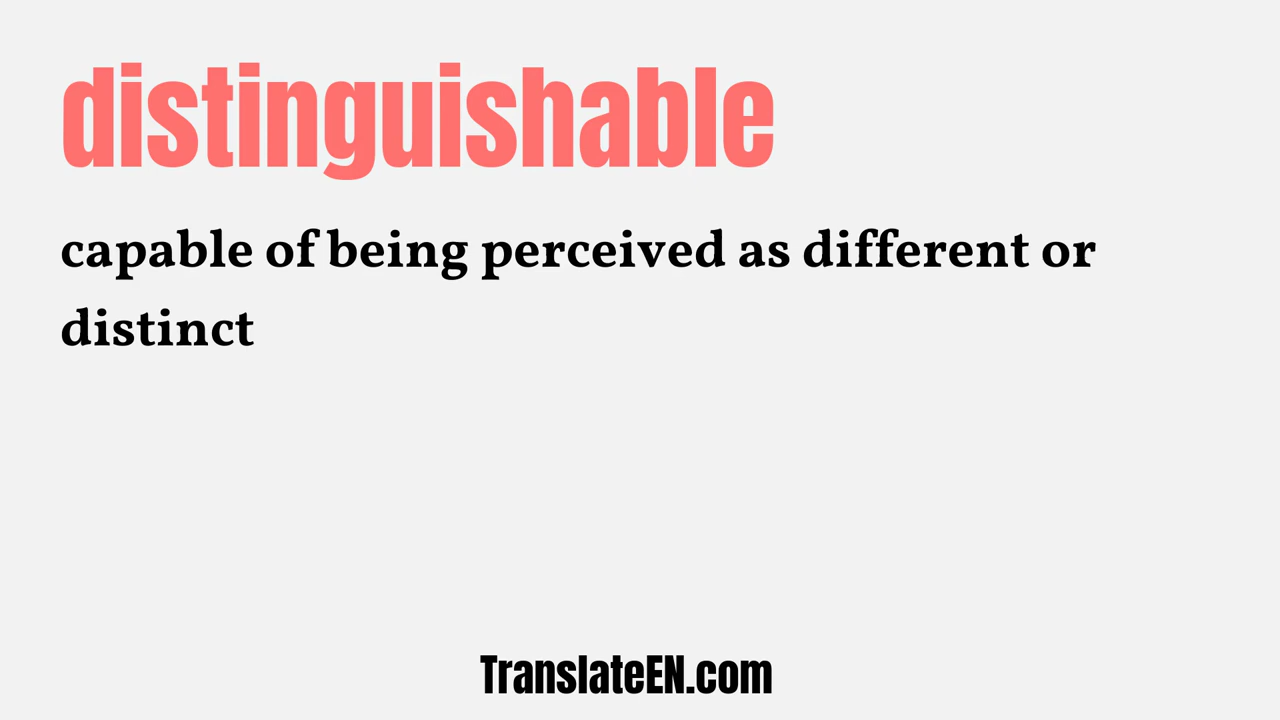 distinguishable
capable of being perceived as different or
distinct
TranslateEN.com